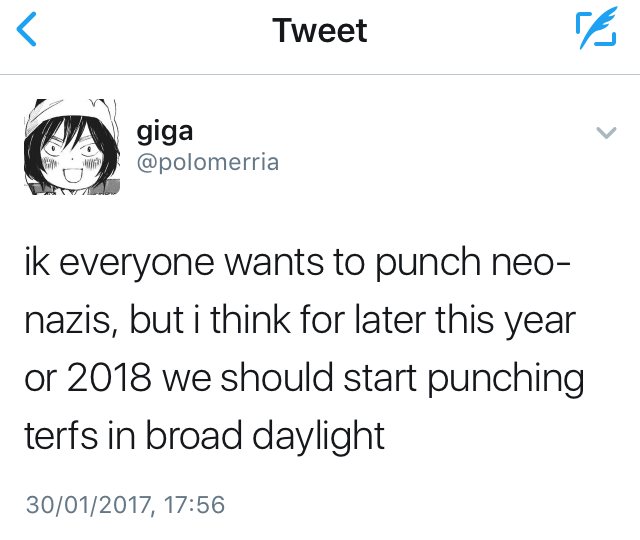 Tweet
giga
@polomerria
ik everyone wants to punch neo-
nazis, but i think for later this year
or 2018 we should start punching
terfs in broad daylight
30/01/2017, 17:56